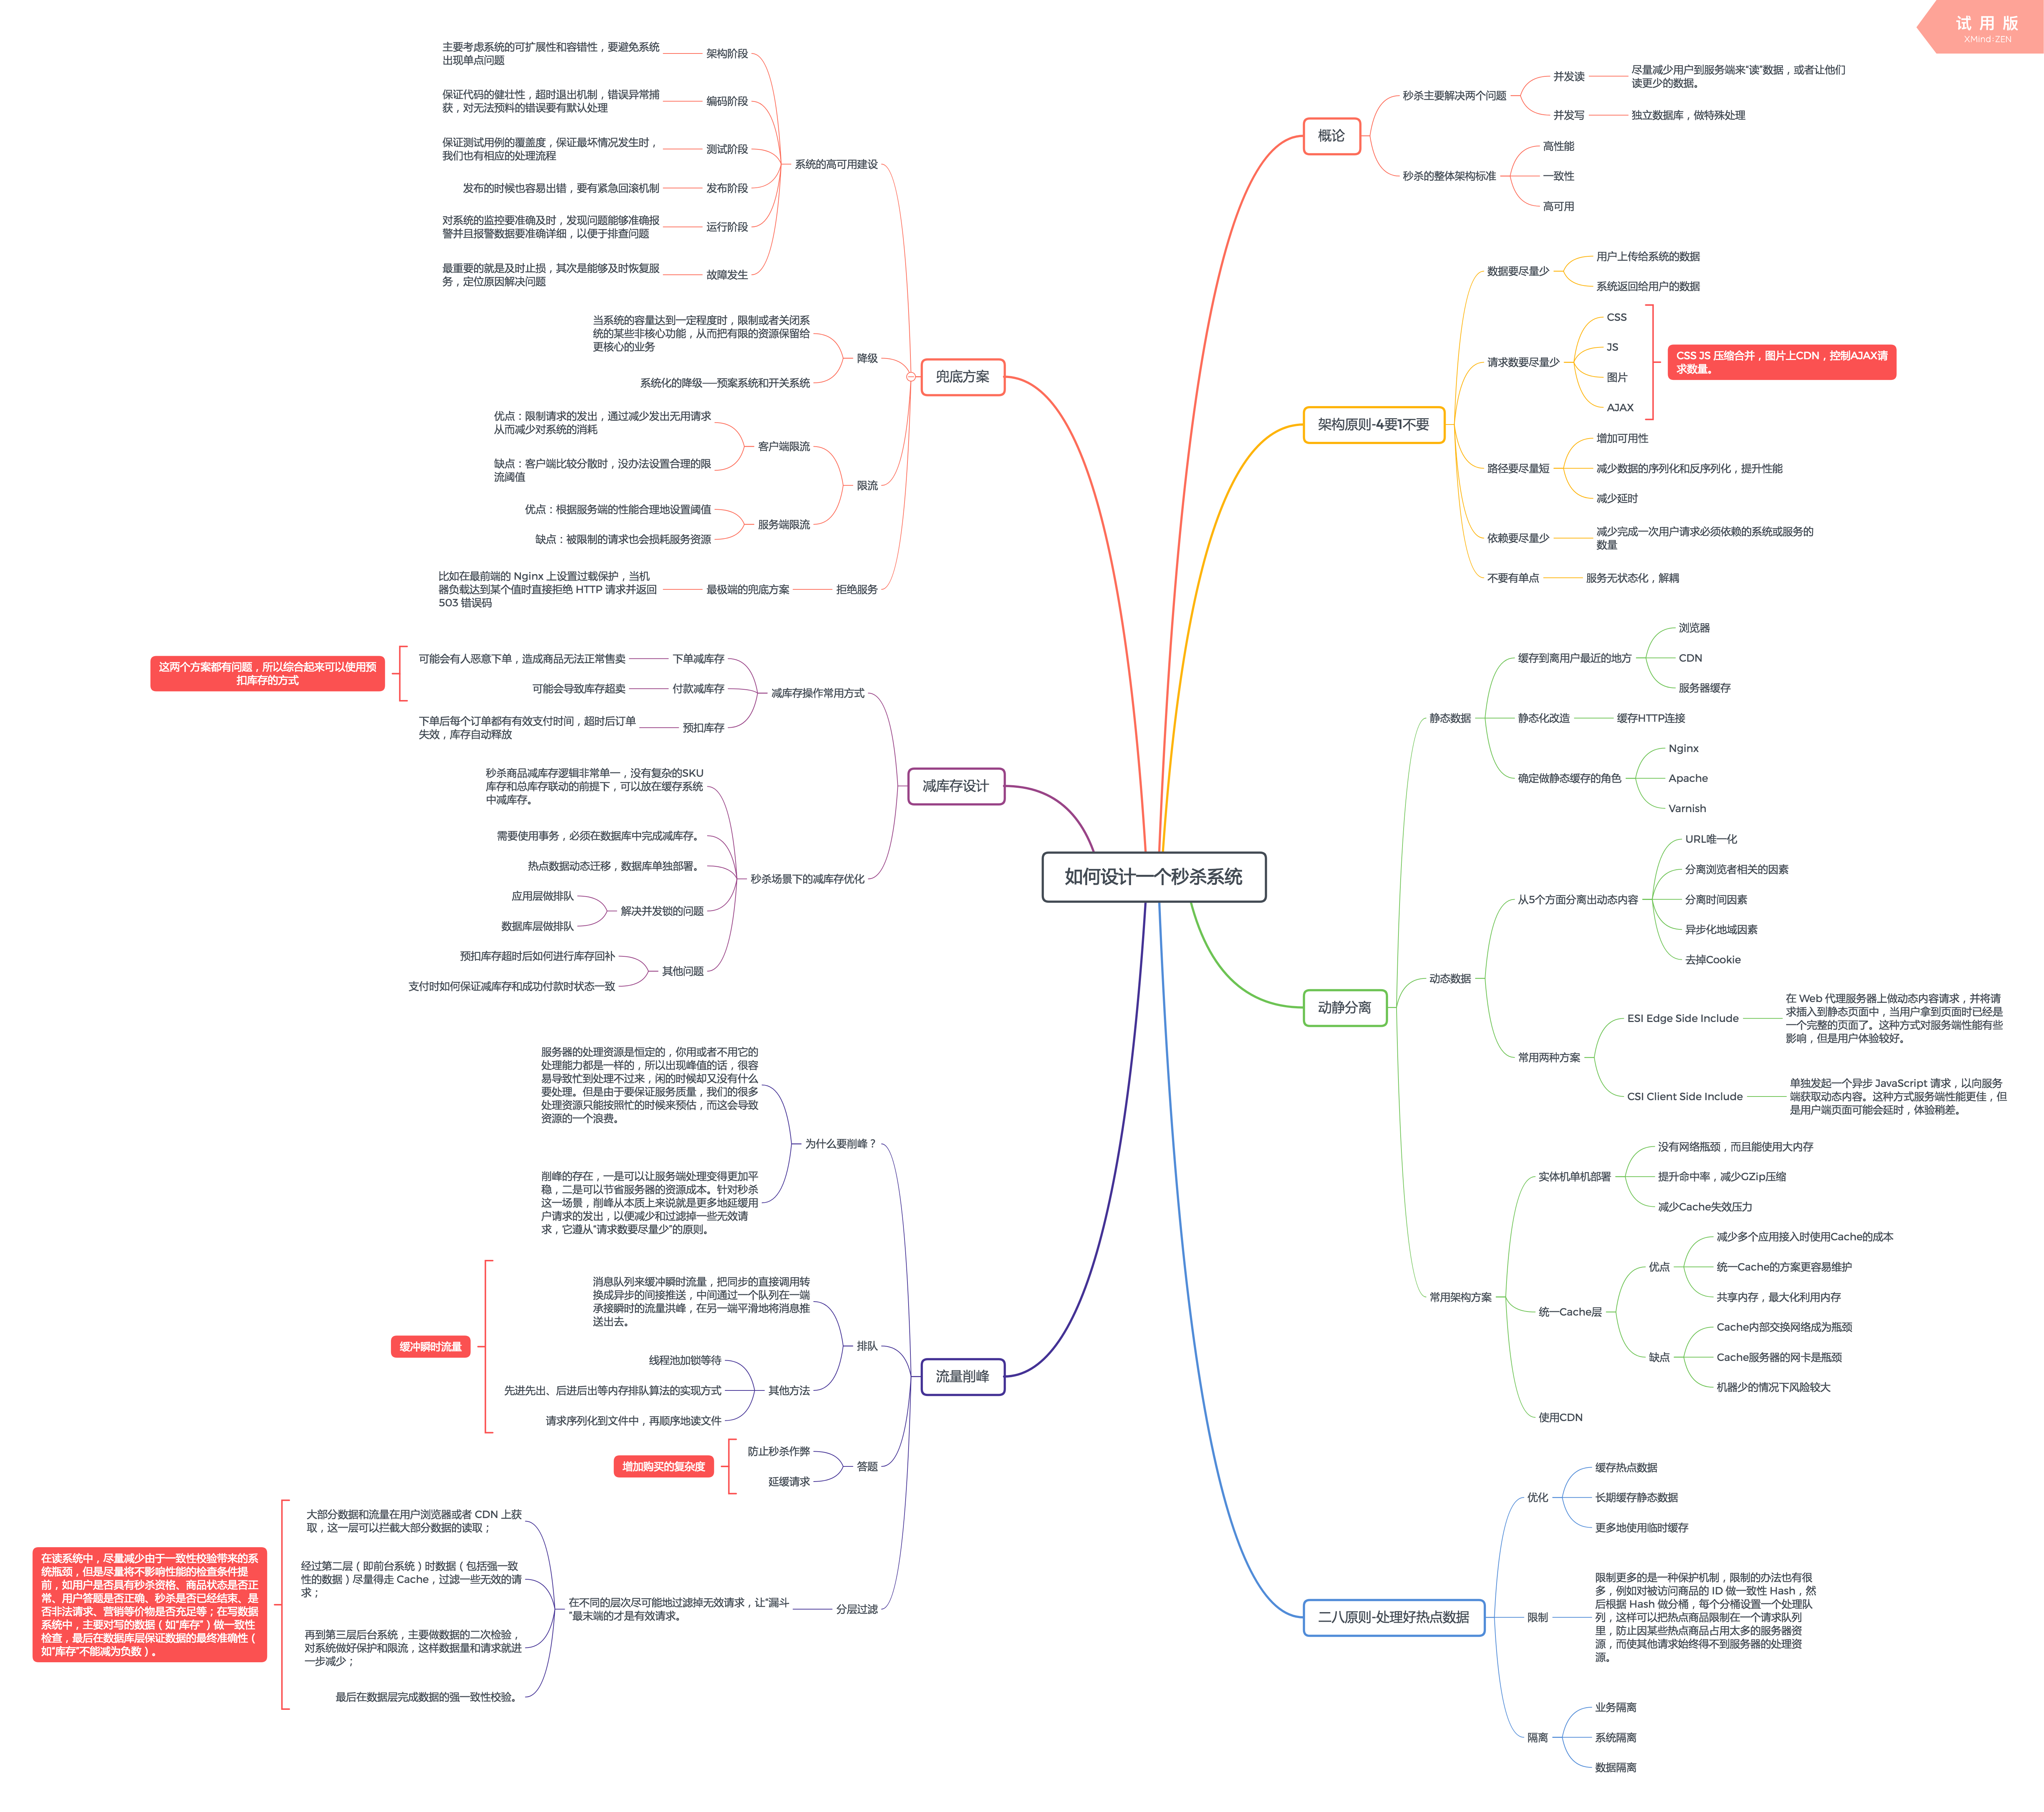 试 用 版
XMind:ZEN
如何设计一个秒杀系统
概论
秒杀主要解决两个问题
并发读
尽量减少用户到服务端来“读”数据，或者让他们
读更少的数据。
并发写
独立数据库，做特殊处理
秒杀的整体架构标准
高性能
一致性
高可用
架构原则-4要1不要
数据要尽量少
用户上传给系统的数据
系统返回给用户的数据
请求数要尽量少
CSS
JS
图片
AJAX
CSS JS 压缩合并，图片上CDN，控制AJAX请
求数量。
路径要尽量短
增加可用性
减少数据的序列化和反序列化，提升性能
减少延时
依赖要尽量少
减少完成一次用户请求必须依赖的系统或服务的
数量
不要有单点
服务无状态化，解耦
动静分离
静态数据
缓存到离用户最近的地方
浏览器
CDN
服务器缓存
静态化改造
缓存HTTP连接
确定做静态缓存的角色
Nginx
Apache
Varnish
动态数据
从5个方面分离出动态内容
URL唯一化
分离浏览者相关的因素
分离时间因素
异步化地域因素
去掉Cookie
常用两种方案
ESI Edge Side Include
在 Web 代理服务器上做动态内容请求，并将请
求插入到静态页面中，当用户拿到页面时已经是
一个完整的页面了。这种方式对服务端性能有些
影响，但是用户体验较好。
CSI Client Side Include
单独发起一个异步 JavaScript 请求，以向服务
端获取动态内容。这种方式服务端性能更佳，但
是用户端页面可能会延时，体验稍差。
常用架构方案
实体机单机部署
没有网络瓶颈，而且能使用大内存
提升命中率，减少GZip压缩
减少Cache失效压力
统一Cache层
优点
减少多个应用接入时使用Cache的成本
统一Cache的方案更容易维护
共享内存，最大化利用内存
缺点
Cache内部交换网络成为瓶颈
Cache服务器的网卡是瓶颈
机器少的情况下风险较大
使用CDN
二八原则-处理好热点数据
优化
缓存热点数据
长期缓存静态数据
更多地使用临时缓存
限制
限制更多的是一种保护机制，限制的办法也有很
多，例如对被访问商品的 ID 做一致性 Hash，然
后根据 Hash 做分桶，每个分桶设置一个处理队
列，这样可以把热点商品限制在一个请求队列
里，防止因某些热点商品占用太多的服务器资
源，而使其他请求始终得不到服务器的处理资
源。
隔离
业务隔离
系统隔离
数据隔离
兜底方案
系统的高可用建设
架构阶段
主要考虑系统的可扩展性和容错性，要避免系统
出现单点问题
编码阶段
保证代码的健壮性，超时退出机制，错误异常捕
获，对无法预料的错误要有默认处理
测试阶段
保证测试用例的覆盖度，保证最坏情况发生时，
我们也有相应的处理流程
发布阶段
发布的时候也容易出错，要有紧急回滚机制
运行阶段
对系统的监控要准确及时，发现问题能够准确报
警并且报警数据要准确详细，以便于排查问题
故障发生
最重要的就是及时止损，其次是能够及时恢复服
务，定位原因解决问题
降级
当系统的容量达到一定程度时，限制或者关闭系
统的某些非核心功能，从而把有限的资源保留给
更核心的业务
系统化的降级——预案系统和开关系统
限流
客户端限流
优点：限制请求的发出，通过减少发出无用请求
从而减少对系统的消耗
缺点：客户端比较分散时，没办法设置合理的限
流阈值
服务端限流
优点：根据服务端的性能合理地设置阈值
缺点：被限制的请求也会损耗服务资源
拒绝服务
最极端的兜底方案
比如在最前端的 Nginx 上设置过载保护，当机
器负载达到某个值时直接拒绝 HTTP 请求并返回
503 错误码
减库存设计
减库存操作常用方式
下单减库存
可能会有人恶意下单，造成商品无法正常售卖
付款减库存
可能会导致库存超卖
这两个方案都有问题，所以综合起来可以使用预
扣库存的方式
预扣库存
下单后每个订单都有有效支付时间，超时后订单
失效，库存自动释放
秒杀场景下的减库存优化
秒杀商品减库存逻辑非常单一，没有复杂的SKU
库存和总库存联动的前提下，可以放在缓存系统
中减库存。
需要使用事务，必须在数据库中完成减库存。
热点数据动态迁移，数据库单独部署。
解决并发锁的问题
应用层做排队
数据库层做排队
其他问题
预扣库存超时后如何进行库存回补
支付时如何保证减库存和成功付款时状态一致
流量削峰
为什么要削峰？
服务器的处理资源是恒定的，你用或者不用它的
处理能力都是一样的，所以出现峰值的话，很容
易导致忙到处理不过来，闲的时候却又没有什么
要处理。但是由于要保证服务质量，我们的很多
处理资源只能按照忙的时候来预估，而这会导致
资源的一个浪费。
削峰的存在，一是可以让服务端处理变得更加平
稳，二是可以节省服务器的资源成本。针对秒杀
这一场景，削峰从本质上来说就是更多地延缓用
户请求的发出，以便减少和过滤掉一些无效请
求，它遵从“请求数要尽量少”的原则。
排队
消息队列来缓冲瞬时流量，把同步的直接调用转
换成异步的间接推送，中间通过一个队列在一端
承接瞬时的流量洪峰，在另一端平滑地将消息推
送出去。
其他方法
线程池加锁等待
先进先出、后进后出等内存排队算法的实现方式
请求序列化到文件中，再顺序地读文件
缓冲瞬时流量
答题
防止秒杀作弊
延缓请求
增加购买的复杂度
分层过滤
在不同的层次尽可能地过滤掉无效请求，让“漏斗
”最末端的才是有效请求。
大部分数据和流量在用户浏览器或者 CDN 上获
取，这一层可以拦截大部分数据的读取；
经过第二层（即前台系统）时数据（包括强一致
性的数据）尽量得走 Cache，过滤一些无效的请
求；
再到第三层后台系统，主要做数据的二次检验，
对系统做好保护和限流，这样数据量和请求就进
一步减少；
最后在数据层完成数据的强一致性校验。
在读系统中，尽量减少由于一致性校验带来的系
统瓶颈，但是尽量将不影响性能的检查条件提
前，如用户是否具有秒杀资格、商品状态是否正
常、用户答题是否正确、秒杀是否已经结束、是
否非法请求、营销等价物是否充足等；在写数据
系统中，主要对写的数据（如“库存”）做一致性
检查，最后在数据库层保证数据的最终准确性（
如“库存”不能减为负数）。